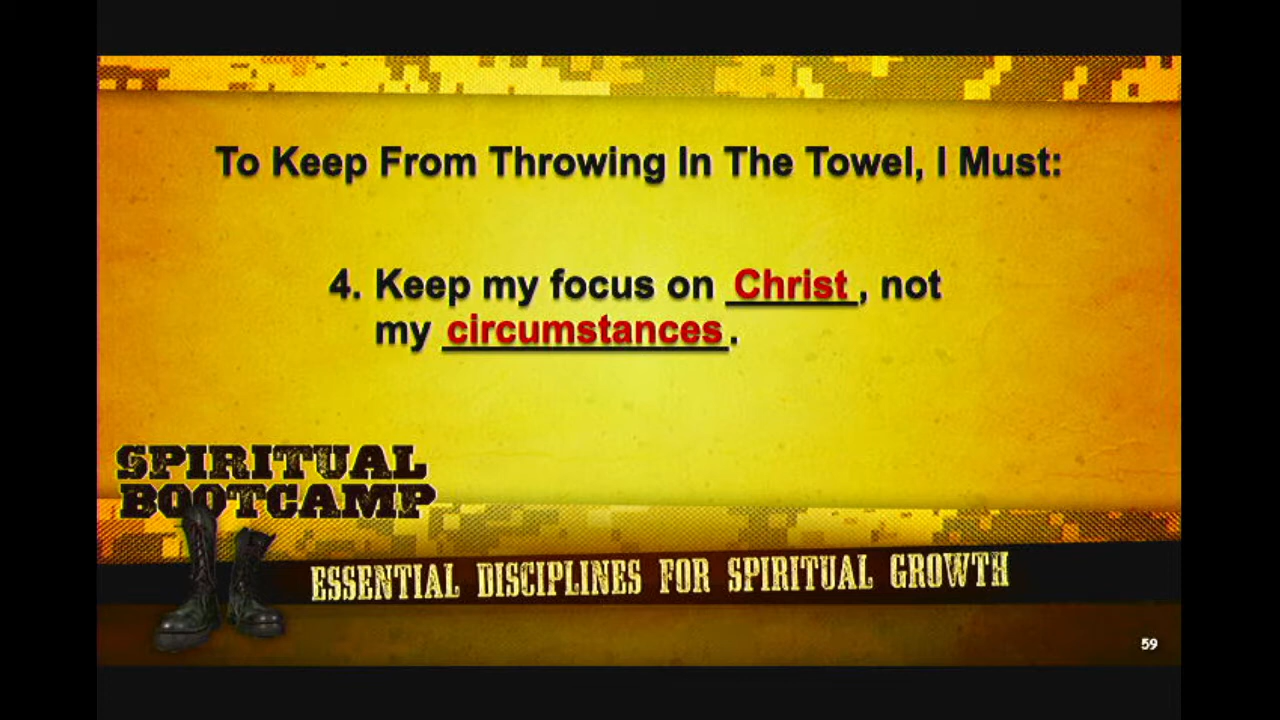 To Keep From Throwing In The Towel, I Must:
4. Keep my focus on Christ, not
my circumstances.
SPIRITUAL
BOOTCAMP
ESSENTIAL DISCIPLINES FOR SPIRITUAL GROWTH
59